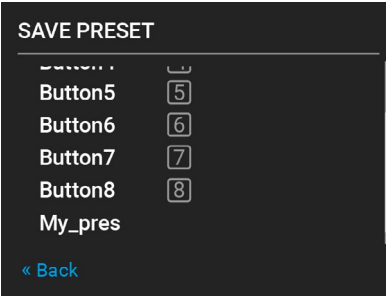 SAVE PRESET
Button5 5
Button6 6
Button7 7
Button8 8
My_pres
« Back